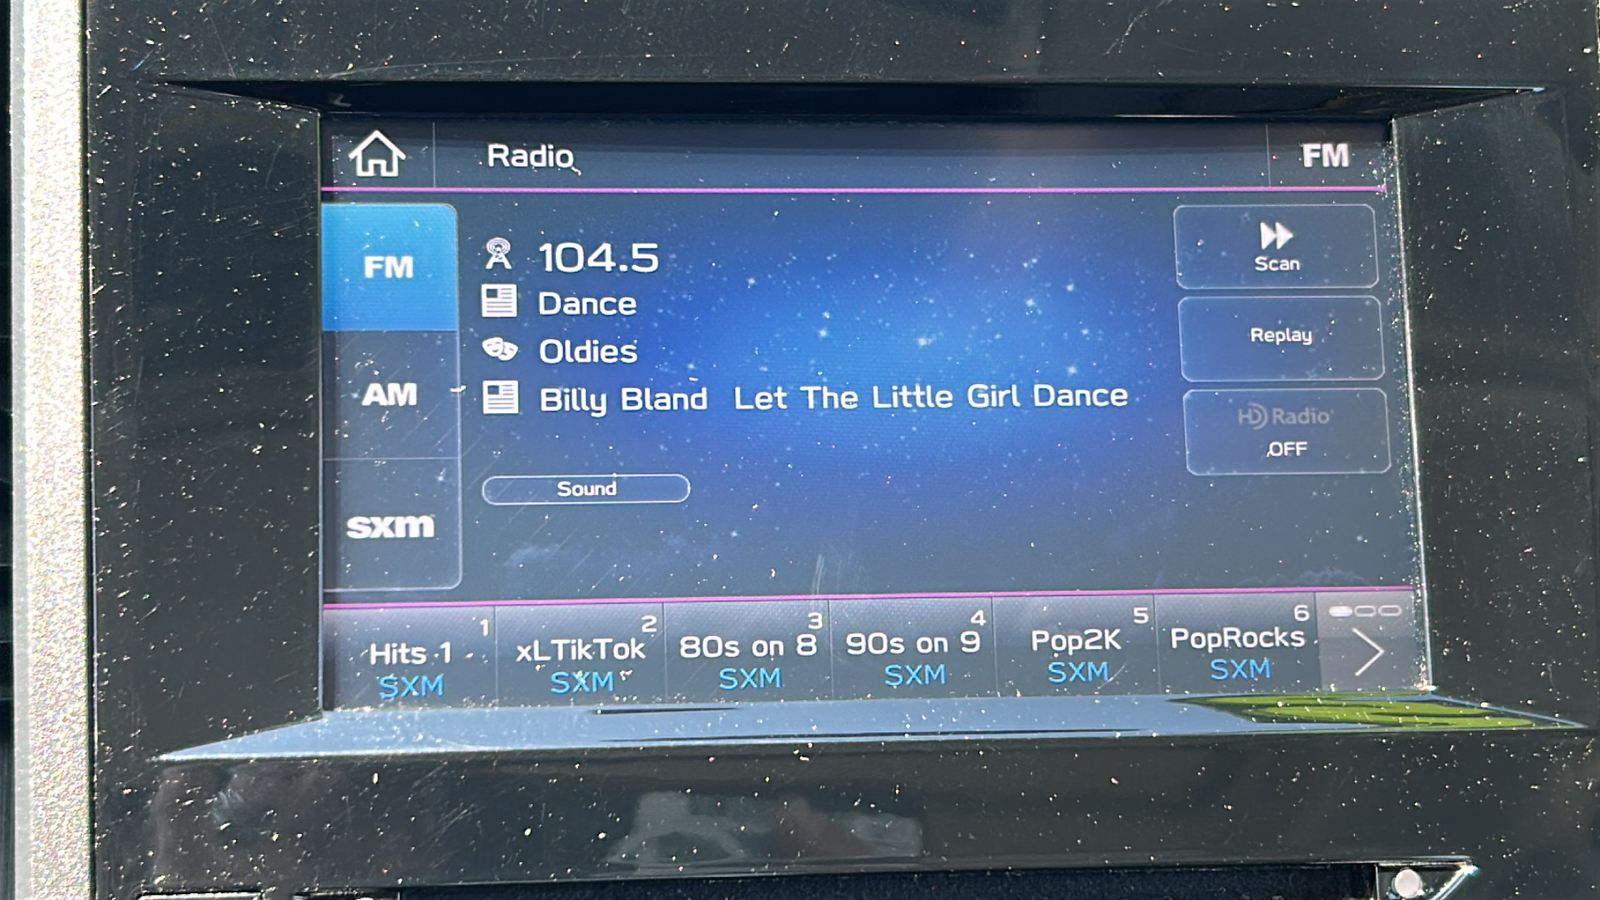 Radio
FM
FM
AM
sxm
104.5
Dance
Oldies
Billy Bland Let The Little Girl Dance
Sound
Scan
Replay
HD Radio
OFF
1
Hits 1
SXM
2
xLTikTok
SXM
3
80s on 8
SXM
4
90s on 9
SXM
5
Pop2K
SXM
6
PopRocks
SXM